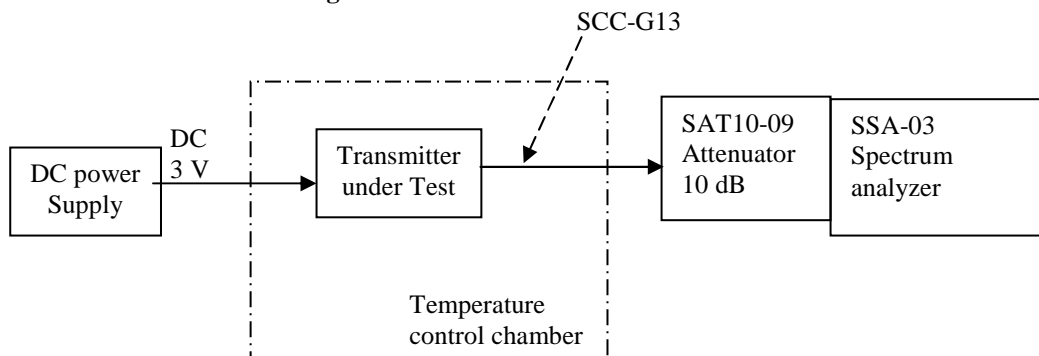 SCC-G13
DC power
Supply
DC
3 V
Transmitter
under Test
SAT10-09
Attenuator
10 dB
SSA-03
Spectrum
analyzer
Temperature
control chamber